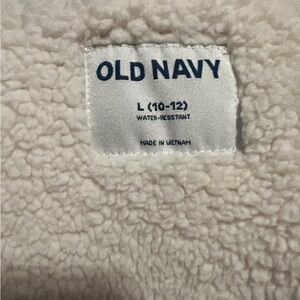 OLD NAVY
L (10-12)
WATER-RESISTANT
MADE IN VIETNAM